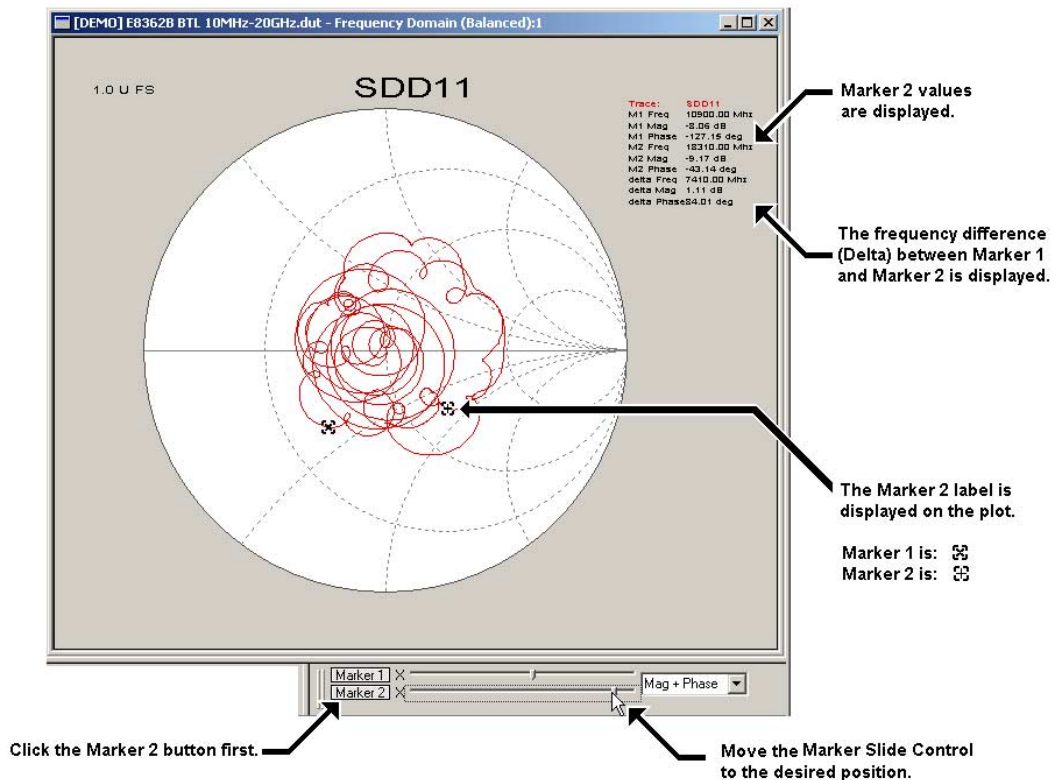 [DEMO] E8362B BTL 10MHz-20GHz.dut - Frequency Domain (Balanced):1
1.0 U FS
SDD11
Trace: SDD11
M1 Freq 10900.00 Mhz
M1 Mag -8.06 dB
M1 Phase -127.15 deg
M2 Freq 18310.00 Mhz
M2 Mag -9.17 dB
M2 Phase -43.14 deg
delta Freq 7410.00 Mhz
delta Mag 1.11 dB
delta Phase84.01 deg
Marker 2 values
are displayed.
The frequency difference
(Delta) between Marker 1
and Marker 2 is displayed.
The Marker 2 label is
displayed on the plot.
Marker 1 is:
Marker 2 is:
Marker 1 X
Marker 2 X
Mag + Phase
Click the Marker 2 button first.
Move the Marker Slide Control
to the desired position.